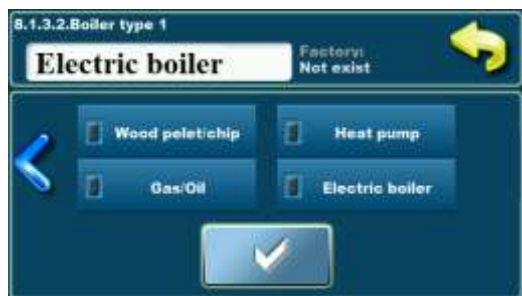 8.1.3.2.Boiler type 1
Electric boiler
Factory:
Not exist
Wood pelet/chip
Heat pump
Gas/Oil
Electric boiler